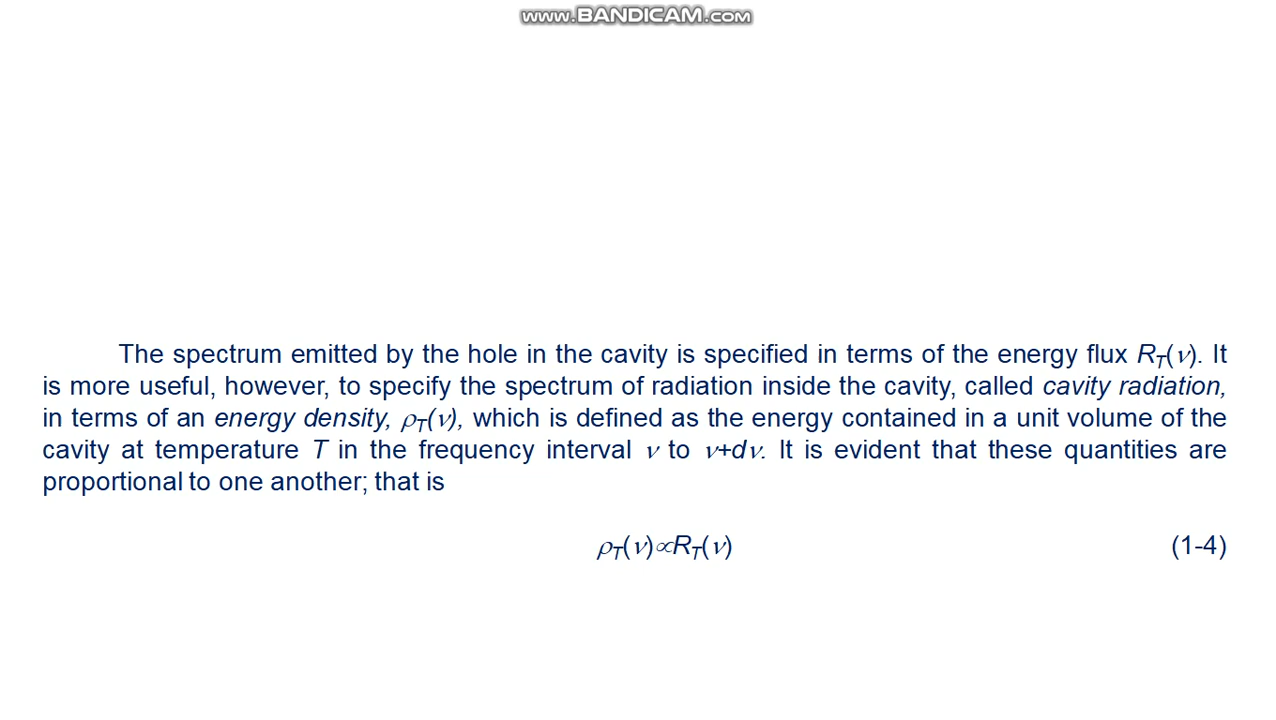 www.BANDICAM.com
The spectrum emitted by the hole in the cavity is specified in terms of the energy flux R_T(ν). It
is more useful, however, to specify the spectrum of radiation inside the cavity, called cavity radiation,
in terms of an energy density, ρ_T(ν), which is defined as the energy contained in a unit volume of the
cavity at temperature T in the frequency interval ν to ν+dν. It is evident that these quantities are
proportional to one another; that is
ρ_T(ν)∝R_T(ν) (1-4)